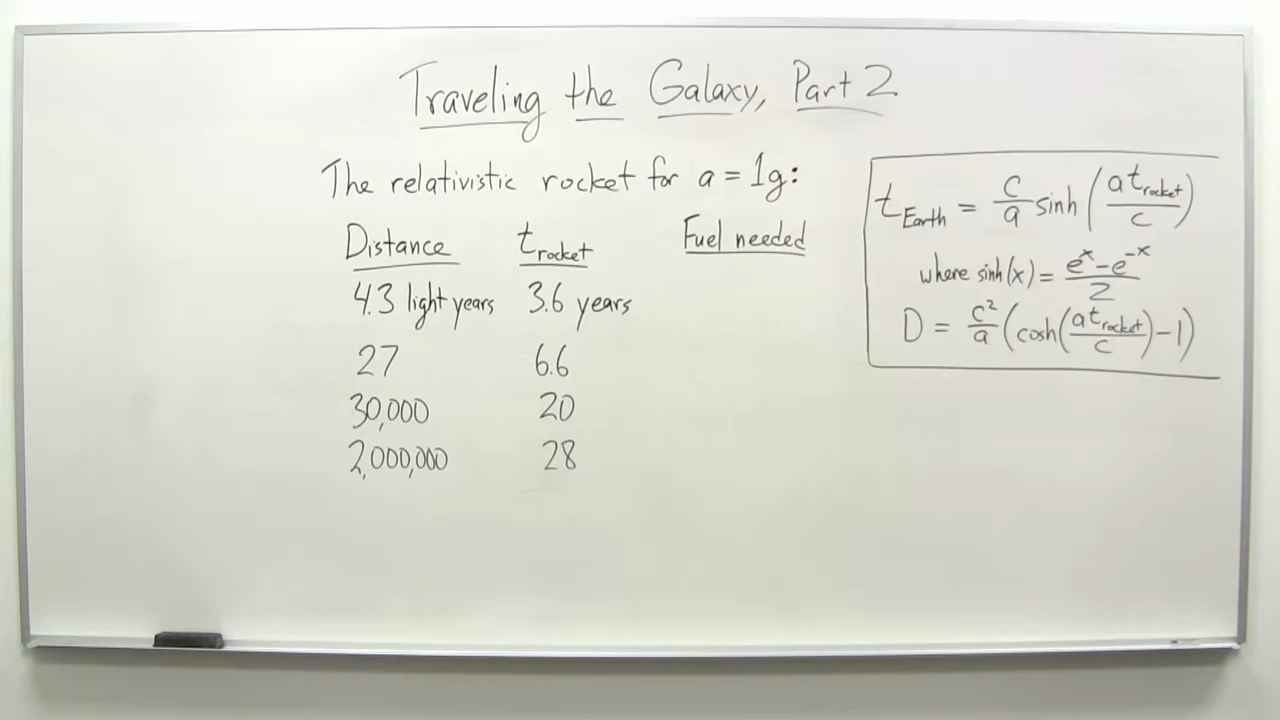 Traveling the Galaxy, Part 2
The relativistic rocket for a = 1g:
Distance t_rocket Fuel needed
4.3 light years 3.6 years
27 6.6
30,000 20
2,000,000 28
t_Earth = c/a sinh(at_rocket/c)
where sinh(x) = (e^x - e^-x)/2
D = c²/a (cosh(at_rocket/c) - 1)